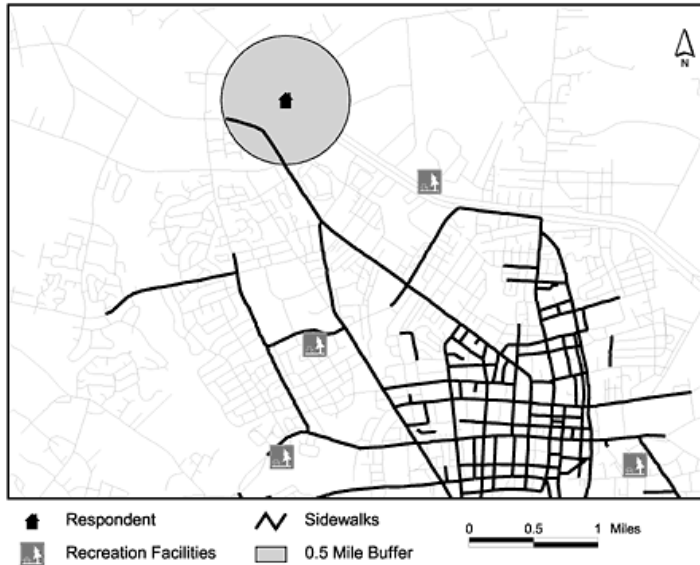 N
Respondent
Sidewalks
0 0.5 1 Miles
Recreation Facilities
0.5 Mile Buffer